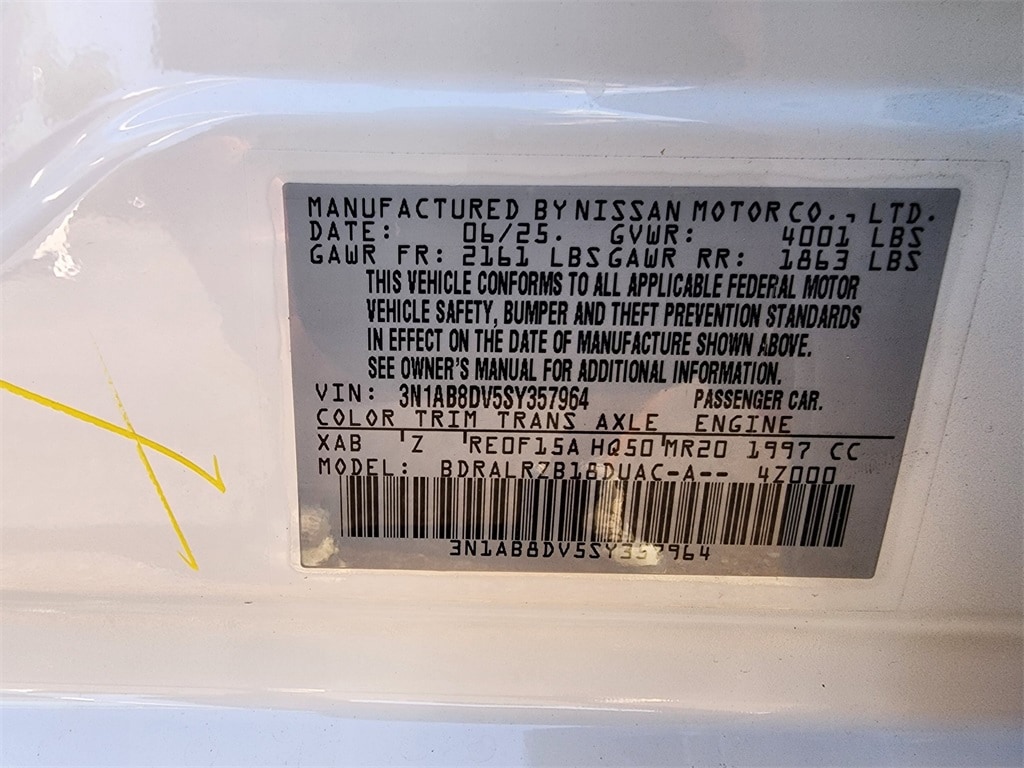 MANUFACTURED BY NISSAN MOTOR CO., LTD.
DATE: 06/25. GVWR: 4001 LBS
GAWR FR: 2161 LBS GAWR RR: 1863 LBS
THIS VEHICLE CONFORMS TO ALL APPLICABLE FEDERAL MOTOR
VEHICLE SAFETY, BUMPER AND THEFT PREVENTION STANDARDS
IN EFFECT ON THE DATE OF MANUFACTURE SHOWN ABOVE.
SEE OWNER'S MANUAL FOR ADDITIONAL INFORMATION.
VIN: 3N1AB8DV5SY357964 PASSENGER CAR.
COLOR TRIM TRANS AXLE ENGINE
XAB Z RE0F15A HQ50 MR20 1997 CC
MODEL: BDRALRZB18DUAC-A-- 4Z000
3N1AB8DV5SY357964